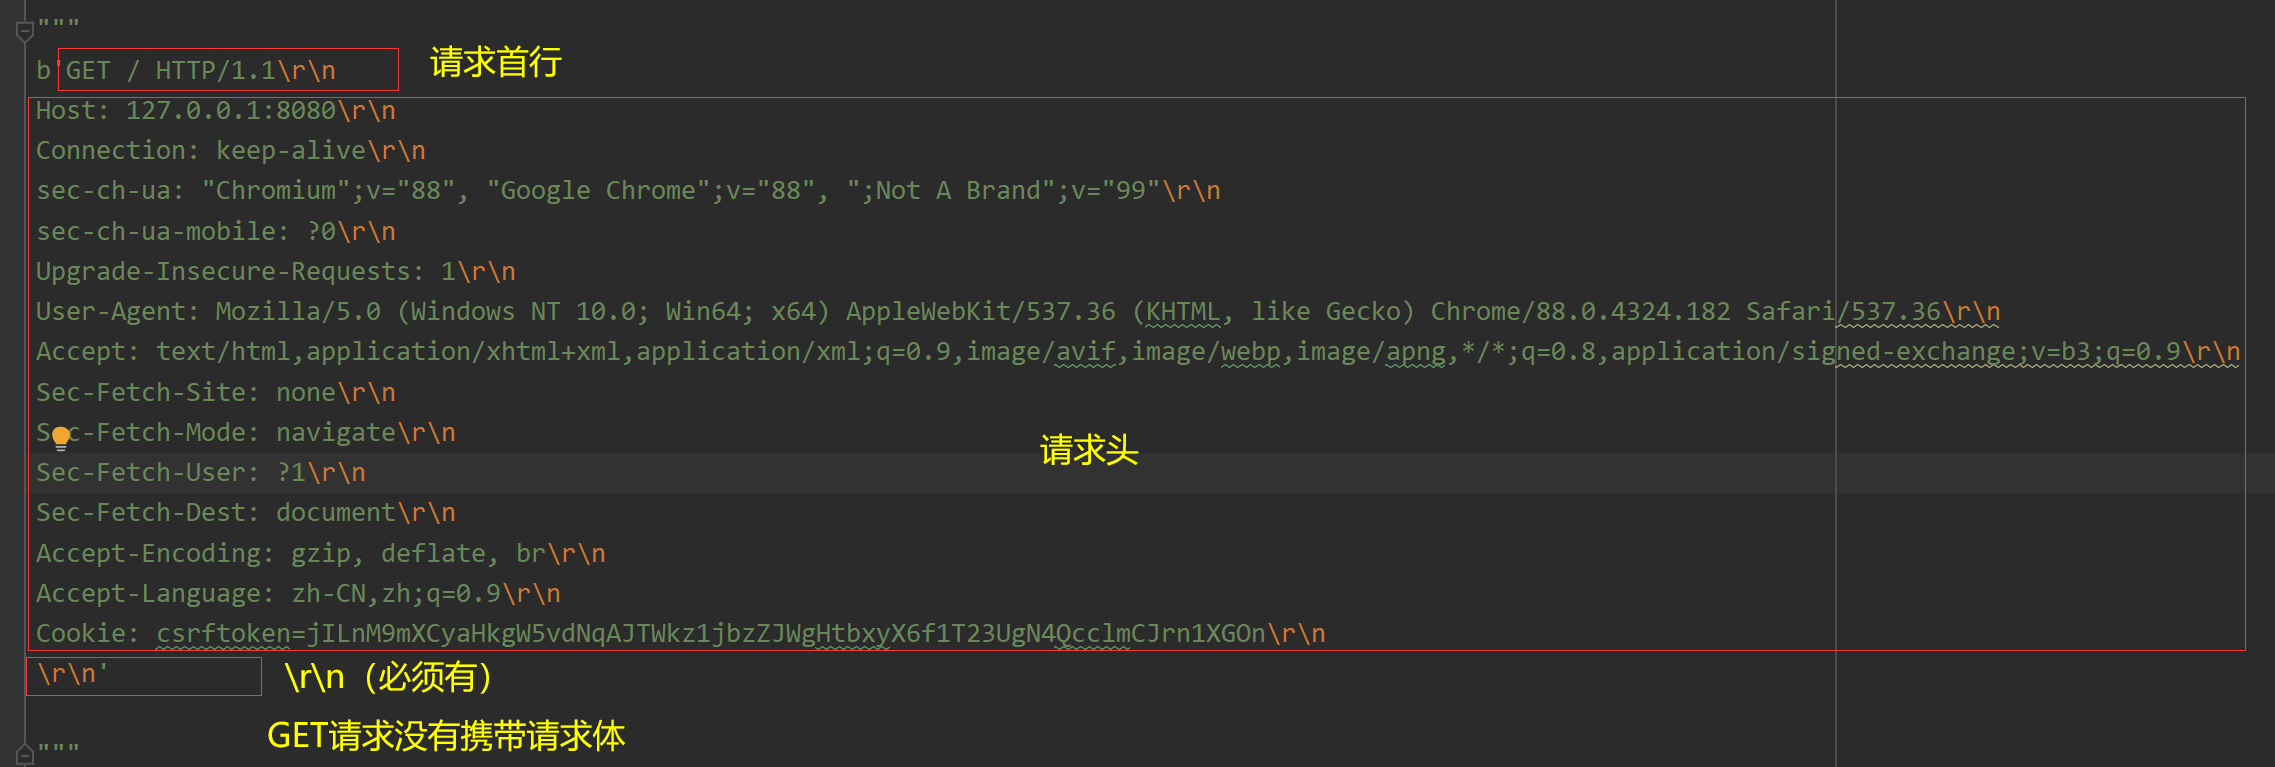 """
b'GET / HTTP/1.1\r\n 请求首行
Host: 127.0.0.1:8080\r\n
Connection: keep-alive\r\n
sec-ch-ua: "Chromium";v="88", "Google Chrome";v="88", ";Not A Brand";v="99"\r\n
sec-ch-ua-mobile: ?0\r\n
Upgrade-Insecure-Requests: 1\r\n
User-Agent: Mozilla/5.0 (Windows NT 10.0; Win64; x64) AppleWebKit/537.36 (KHTML, like Gecko) Chrome/88.0.4324.182 Safari/537.36\r\n
Accept: text/html,application/xhtml+xml,application/xml;q=0.9,image/avif,image/webp,image/apng,*/*;q=0.8,application/signed-exchange;v=b3;q=0.9\r\n
Sec-Fetch-Site: none\r\n
Sec-Fetch-Mode: navigate\r\n
请求头
Sec-Fetch-User: ?1\r\n
Sec-Fetch-Dest: document\r\n
Accept-Encoding: gzip, deflate, br\r\n
Accept-Language: zh-CN,zh;q=0.9\r\n
Cookie: csrftoken=jILnM9mXCyaHkgW5vdNqAJTWkz1jbzZJWgHtbxyX6f1T23UgN4QcclmCJrn1XGOn\r\n
\r\n' \r\n（必须有）
GET请求没有携带请求体
"""